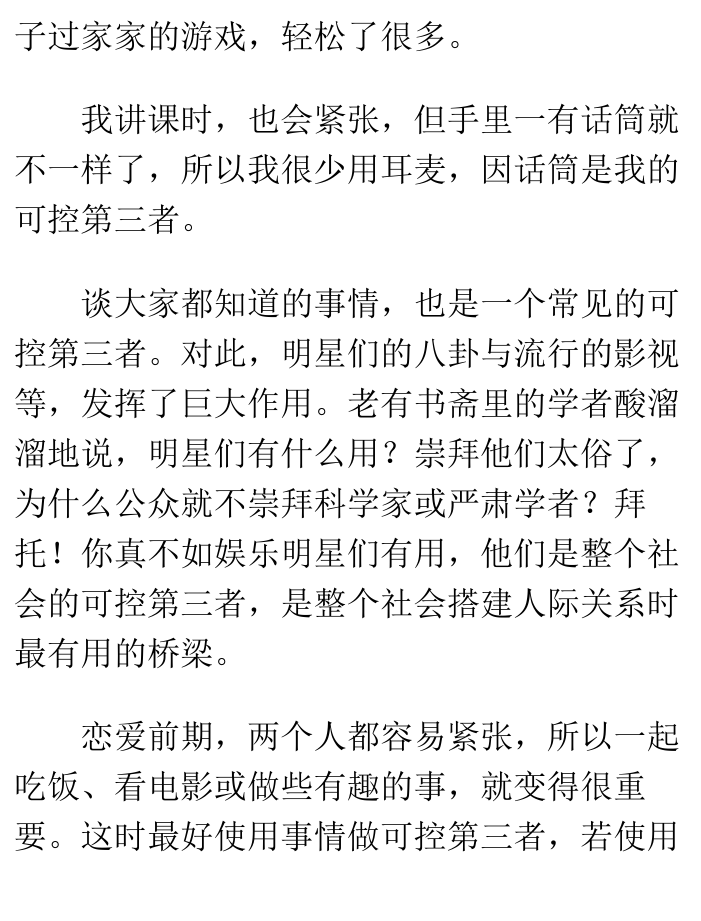 子过家家的游戏，轻松了很多。
我讲课时，也会紧张，但手里一有话筒就
不一样了，所以我很少用耳麦，因话筒是我的
可控第三者。
谈大家都知道的事情，也是一个常见的可
控第三者。对此，明星们的八卦与流行的影视
等，发挥了巨大作用。老有书斋里的学者酸溜
溜地说，明星们有什么用？崇拜他们太俗了，
为什么公众就不崇拜科学家或严肃学者？拜
托！你真不如娱乐明星们有用，他们是整个社
会的可控第三者，是整个社会搭建人际关系时
最有用的桥梁。
恋爱前期，两个人都容易紧张，所以一起
吃饭、看电影或做些有趣的事，就变得很重
要。这时最好使用事情做可控第三者，若使用